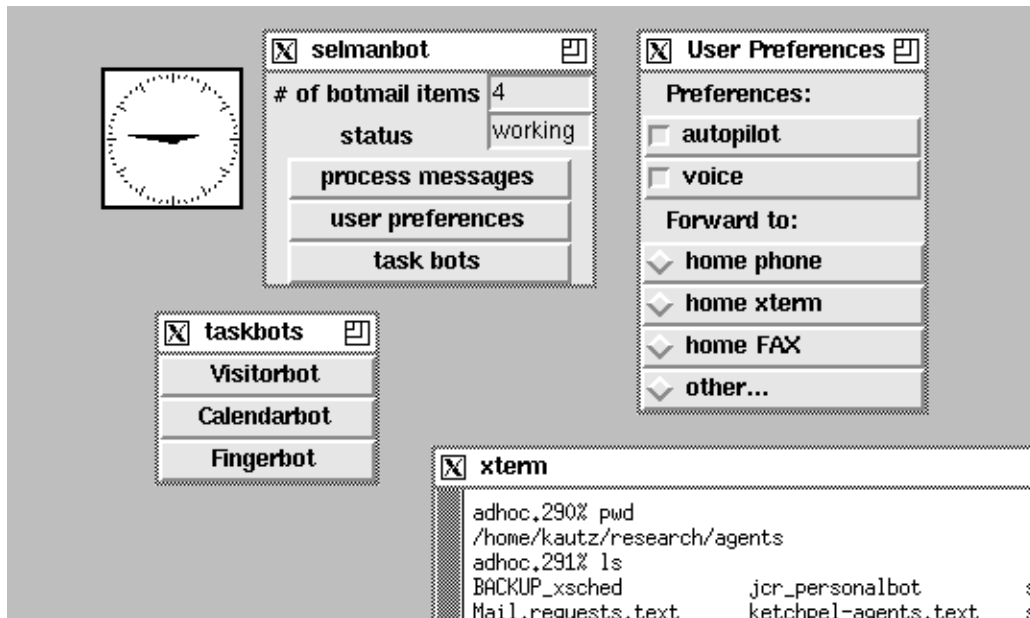 selmanbot
# of botmail items 4
status working
process messages
user preferences
task bots
User Preferences
Preferences:
autopilot
voice
Forward to:
home phone
home xterm
home FAX
other...
taskbots
Visitorbot
Calendarbot
Fingerbot
xterm
adhoc.290% pwd
/home/kautz/research/agents
adhoc.291% ls
BACKUP_xsched jcr_personalbot
Mail.requests.text ketchpel-agents.text